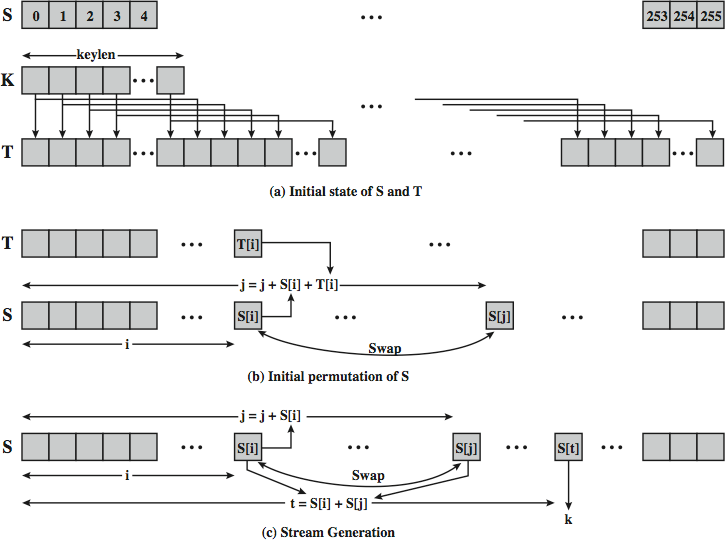 S 0 1 2 3 4 ... 253 254 255
keylen
K ... ...
T ... ... ... ...
(a) Initial state of S and T
T ... T[i] ...
j = j + S[i] + T[i]
S ... S[i] ... S[j] ...
i Swap
(b) Initial permutation of S
j = j + S[i]
S ... S[i] ... S[j] ... S[t] ...
i Swap
t = S[i] + S[j]
k
(c) Stream Generation